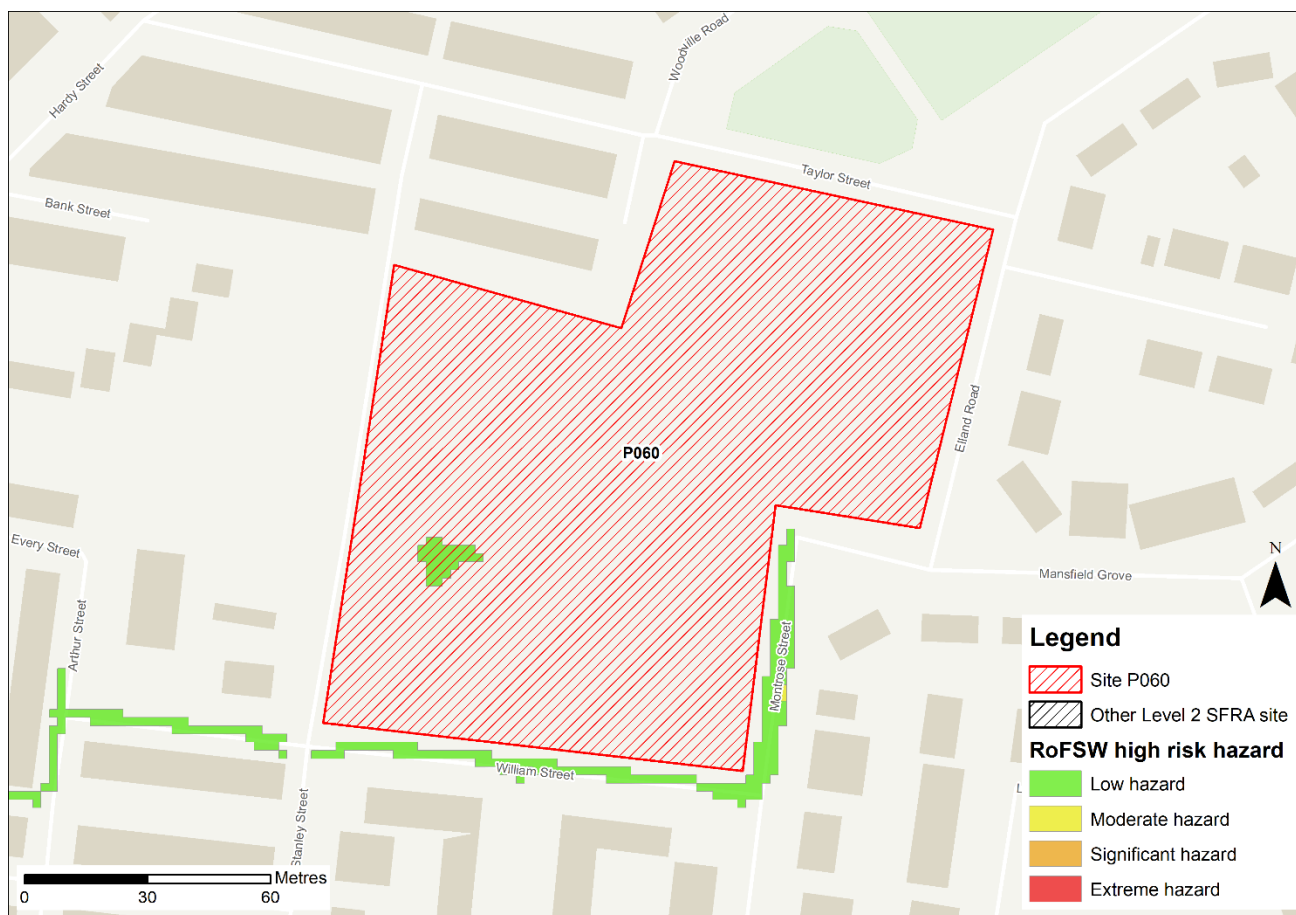 Woodville Road
Hardy Street
Taylor Street
Bank Street
Elland Road
P060
Every Street
Mansfield Grove
N
Arthur Street
Montrose Street
William Street
Stanley Street
Legend
Site P060
Other Level 2 SFRA site
RoFSW high risk hazard
Low hazard
Moderate hazard
Significant hazard
Extreme hazard
Metres
0 30 60